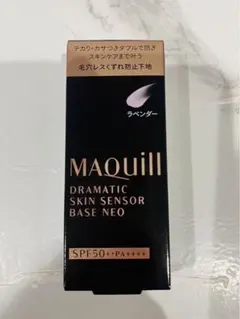 テカリ・カサつきダブルで防ぎ
スキンケアまで叶う
毛穴レスくずれ防止下地
ラベンダー
MAQuill
DRAMATIC
SKIN SENSOR
BASE NEO
SPF50+・PA++++